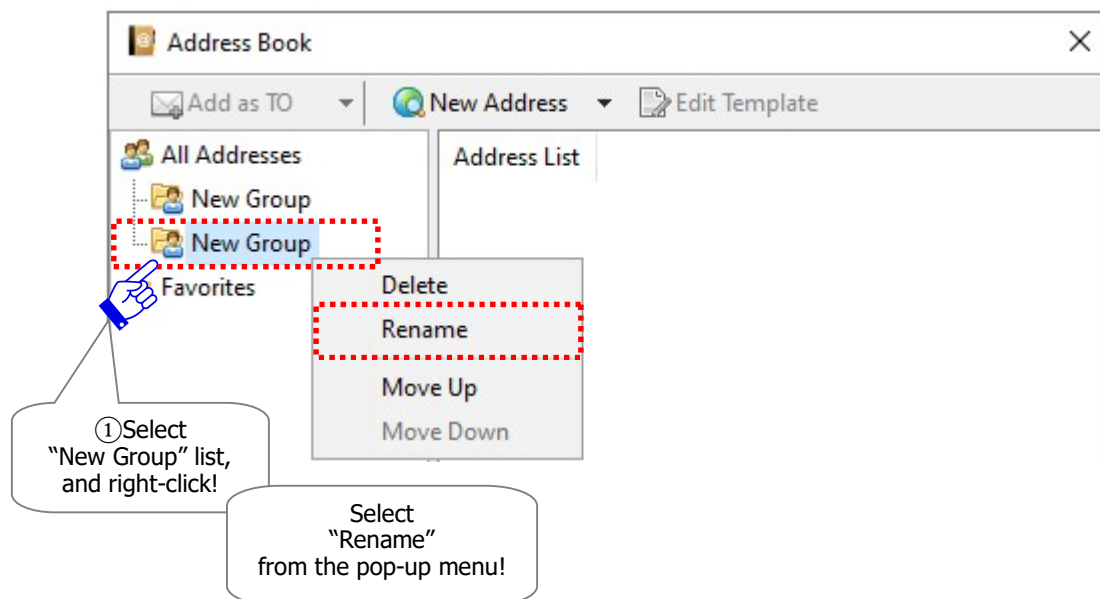 Address Book
Add as TO New Address Edit Template
All Addresses
Address List
New Group
New Group
Favorites
Delete
Rename
Move Up
Move Down
①Select
“New Group” list,
and right-click!
Select
“Rename”
from the pop-up menu!